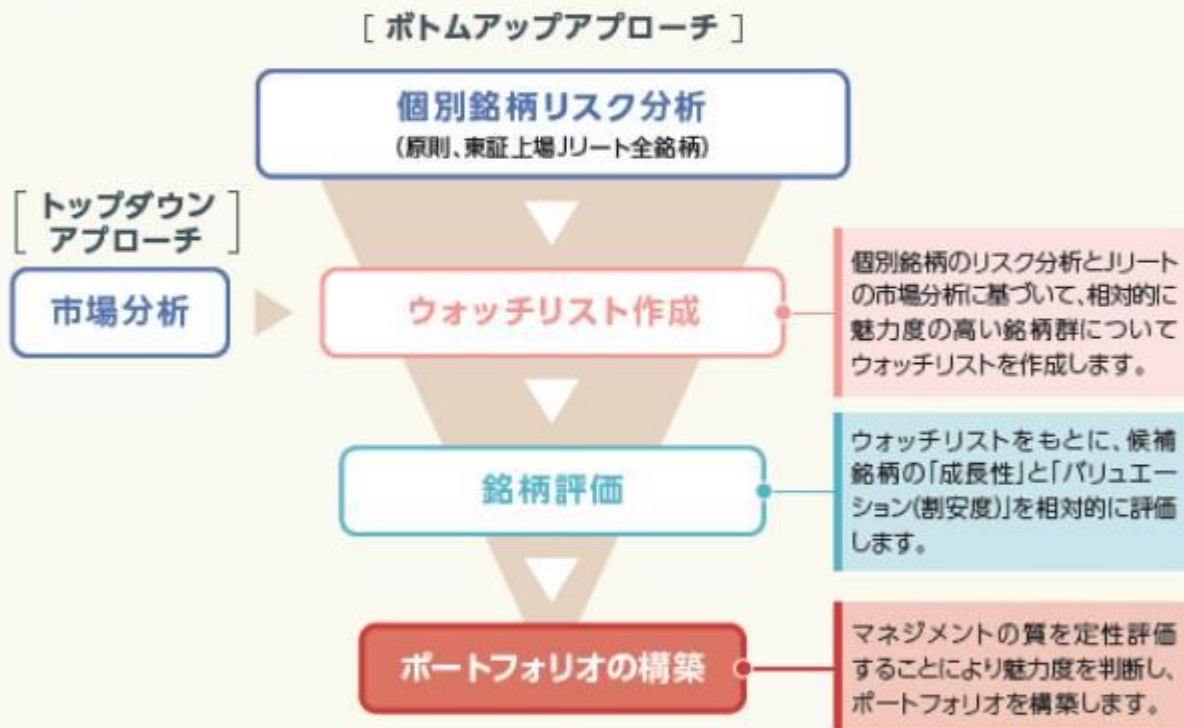 [ ボトムアップアプローチ ]
個別銘柄リスク分析
(原則、東証上場Jリート全銘柄)
[ トップダウン
アプローチ ]
市場分析
ウォッチリスト作成
個別銘柄のリスク分析とJリート
の市場分析に基づいて、相対的に
魅力度の高い銘柄群について
ウォッチリストを作成します。
銘柄評価
ウォッチリストをもとに、候補
銘柄の「成長性」と「バリュエー
ション(割安度)」を相対的に評価
します。
ポートフォリオの構築
マネジメントの質を定性評価
することにより魅力度を判断し、
ポートフォリオを構築します。